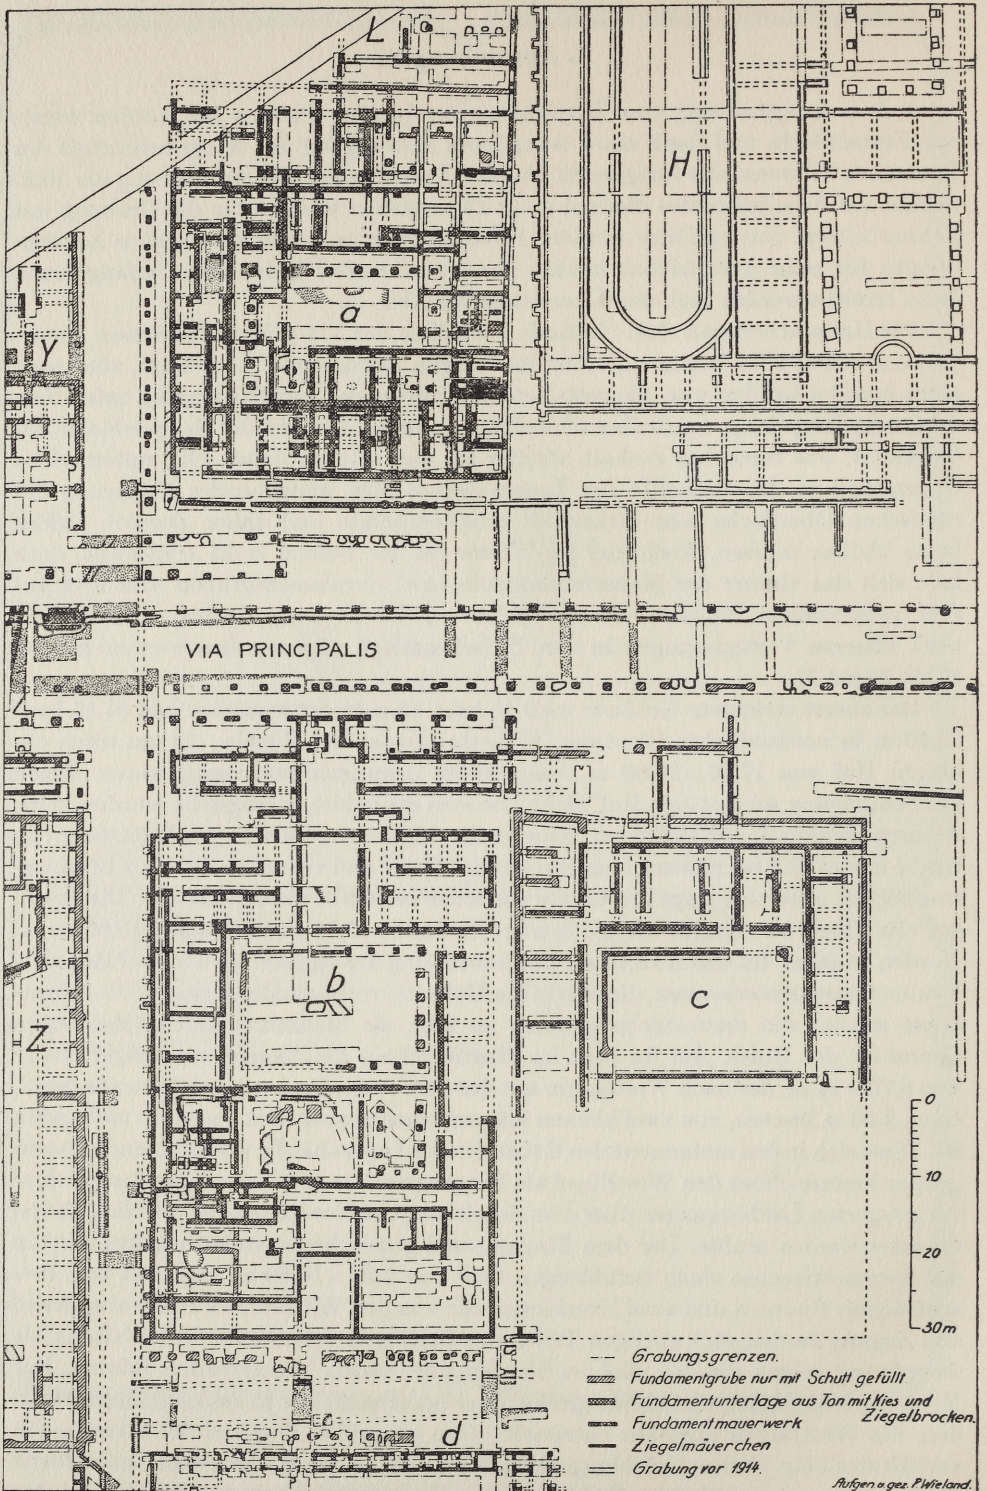 L
H
Y
a
VIA PRINCIPALIS
b
c
Z
0
10
20
30m
d
Grabungsgrenzen.
Fundamentgrube nur mit Schutt gefüllt
Fundamentunterlage aus Ton mit Kies und
Ziegelbrocken.
Fundamentmauerwerk
Ziegelmäuerchen
Grabung vor 1914.
Aufgen. u. gez. P. Wieland.